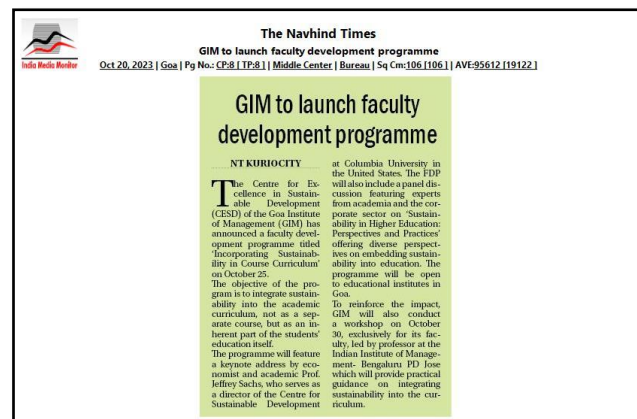 India Media Monitor
The Navhind Times
GIM to launch faculty development programme
Oct 20, 2023 | Goa | Pg No.: CP:8 [ TP:8 ] | Middle Center | Bureau | Sq Cm:106 [106 ] | AVE:95612 [19122 ]
GIM to launch faculty
development programme
NT KURIOCITY
The Centre for Ex-
cellence in Sustain-
able Development
(CESD) of the Goa Institute
of Management (GIM) has
announced a faculty devel-
opment programme titled
'Incorporating Sustainab-
ility in Course Curriculum'
on October 25.
The objective of the pro-
gram is to integrate sustain-
ability into the academic
curriculum, not as a sep-
arate course, but as an in-
herent part of the students'
education itself.
The programme will feature
a keynote address by eco-
nomist and academic Prof.
Jeffrey Sachs, who serves as
a director of the Centre for
Sustainable Development
at Columbia University in
the United States. The FDP
will also include a panel dis-
cussion featuring experts
from academia and the cor-
porate sector on 'Sustain-
ability in Higher Education:
Perspectives and Practices'
offering diverse perspect-
ives on embedding sustain-
ability into education. The
programme will be open
to educational institutes in
Goa.
To reinforce the impact,
GIM will also conduct
a workshop on October
30, exclusively for its fac-
ulty, led by professor at the
Indian Institute of Manage-
ment- Bengaluru PD Jose
which will provide practical
guidance on integrating
sustainability into the cur-
riculum.